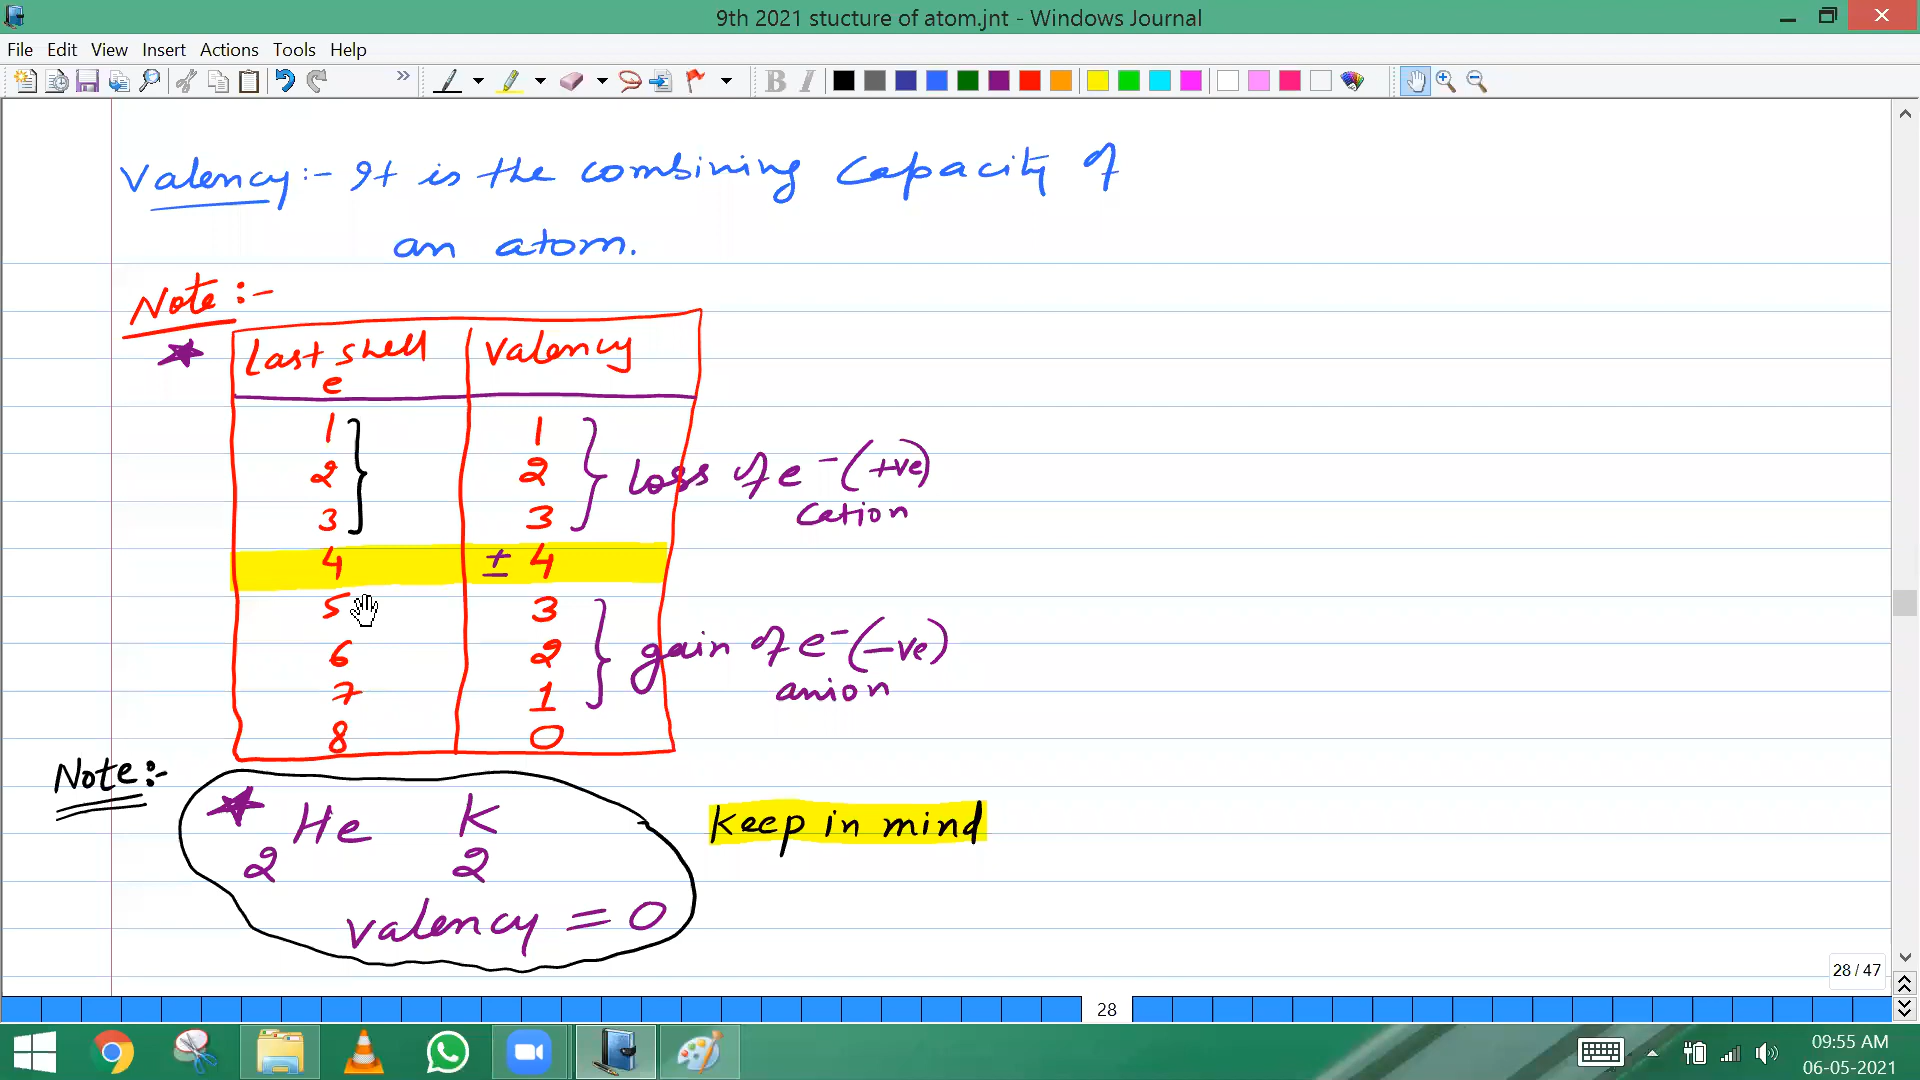 9th 2021 stucture of atom.jnt - Windows Journal
File Edit View Insert Actions Tools Help
Valency:- It is the combining capacity of
an atom.
Note:-
Last shell e Valency
1 1
2 2
3 3
loss of e⁻ (+ve)
cation
4 ± 4
5 3
6 2
7 1
gain of e⁻ (-ve)
anion
8 0
Note:-
He K
2 2
valency = 0
Keep in mind
28 / 47
28
09:55 AM
06-05-2021